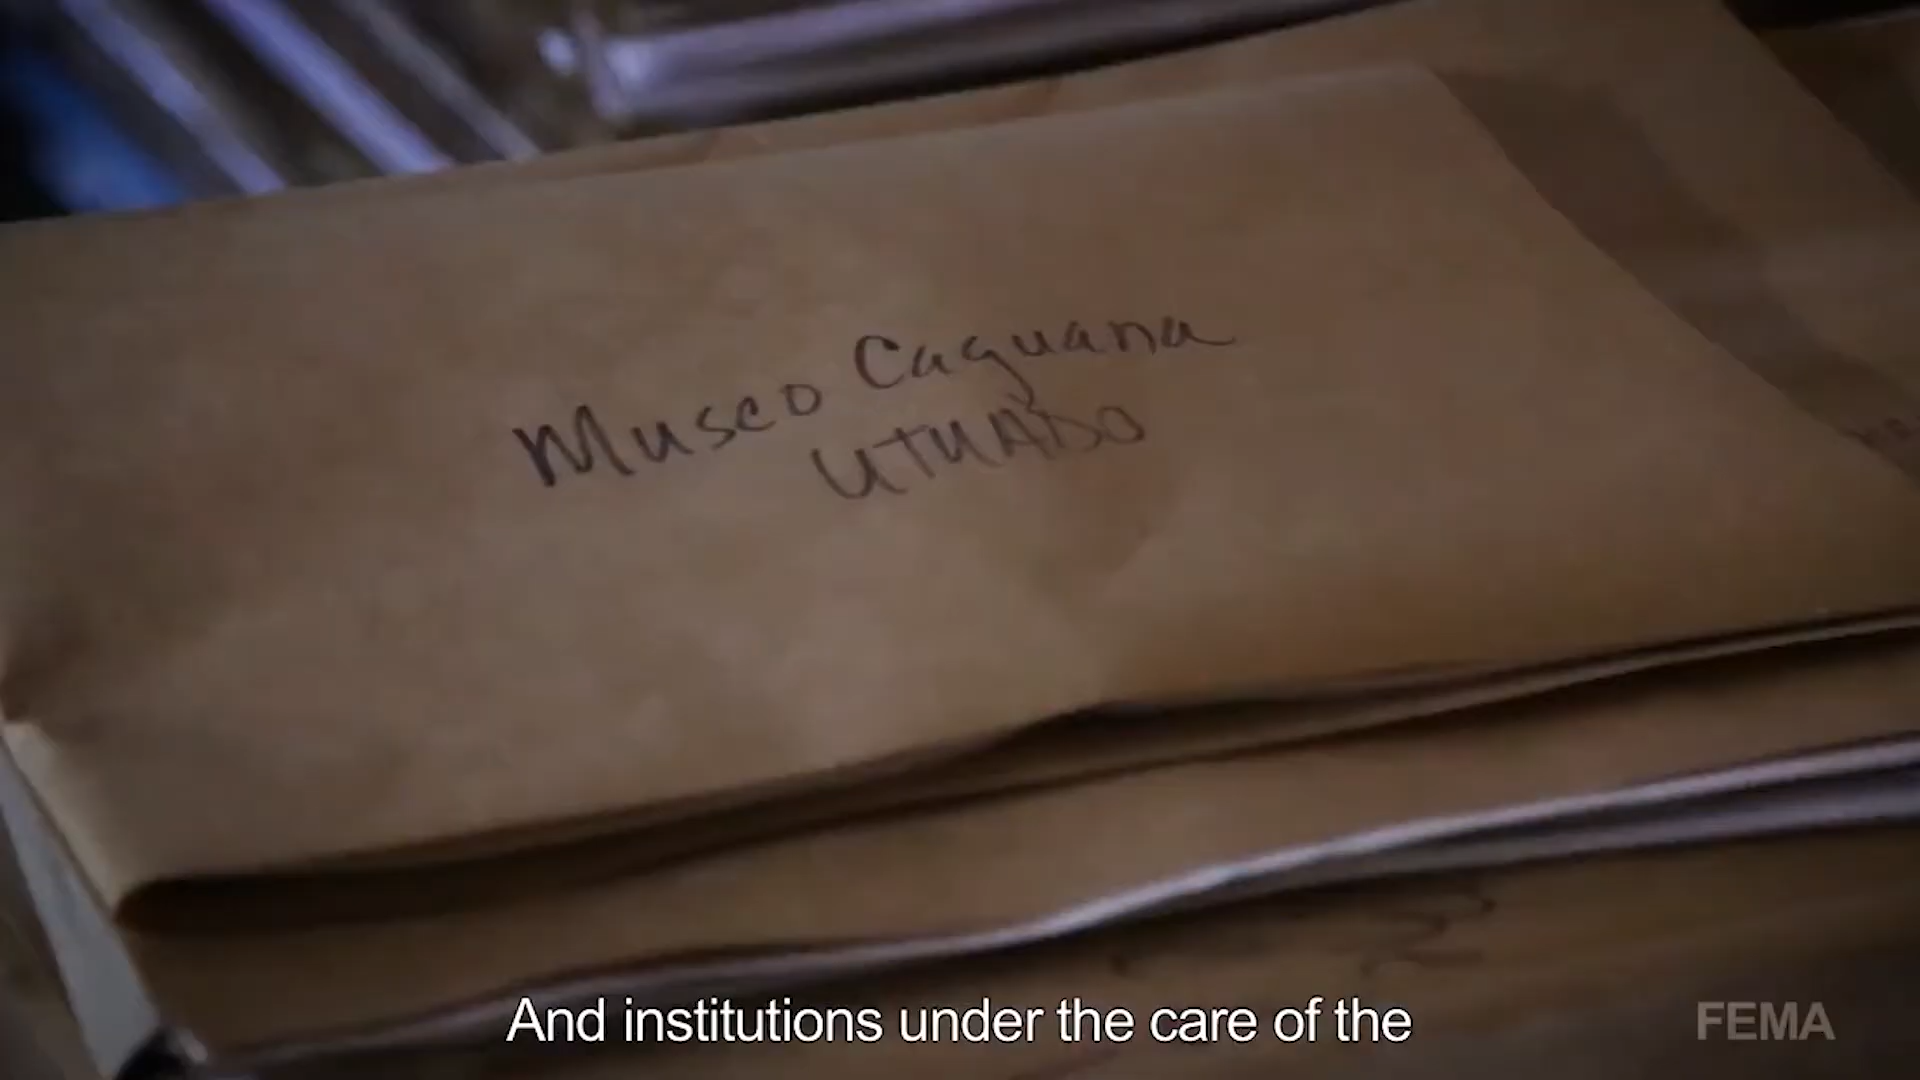 Museo Caguana
UTUADO
And institutions under the care of the
FEMA